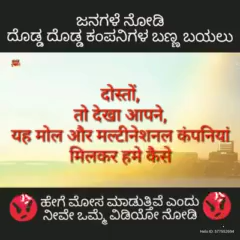 ಜನಗಳೆ ನೋಡಿ
ದೊಡ್ಡ ದೊಡ್ಡ ಕಂಪನಿಗಳ ಬಣ್ಣ ಬಯಲು
दोस्तों,
तो देखा आपने,
यह मोल और मल्टीनेशनल कंपनियां
मिलकर हमे कैसे
ಹೇಗೆ ಮೋಸ ಮಾಡುತ್ತಿವೆ ಎಂದು
ನೀವೇ ಒಮ್ಮೆ ವಿಡಿಯೋ ನೋಡಿ